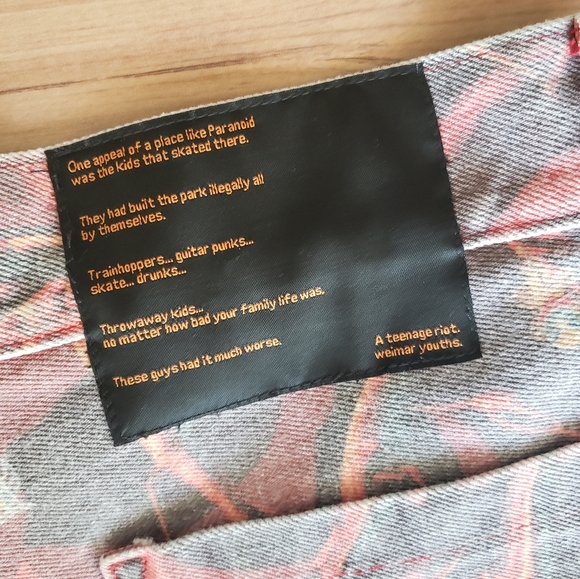 One appeal of a place like Paranoid
was the kids that skated there.
They had built the park illegally all
by themselves.
Trainhoppers... guitar punks...
skate... drunks...
Throwaway kids...
no matter how bad your family life was.
These guys had it much worse.
A teenage riot.
weimar youths.